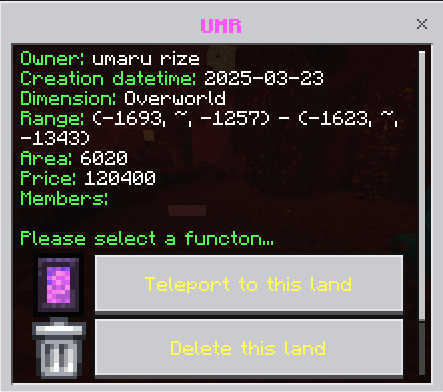 UMR
Owner: umaru rize
Creation datetime: 2025-03-23
Dimension: Overworld
Range: (-1693, ~, -1257) - (-1623, ~,
-1343)
Area: 6020
Price: 120400
Members:
Please select a functon...
Teleport to this land
Delete this land